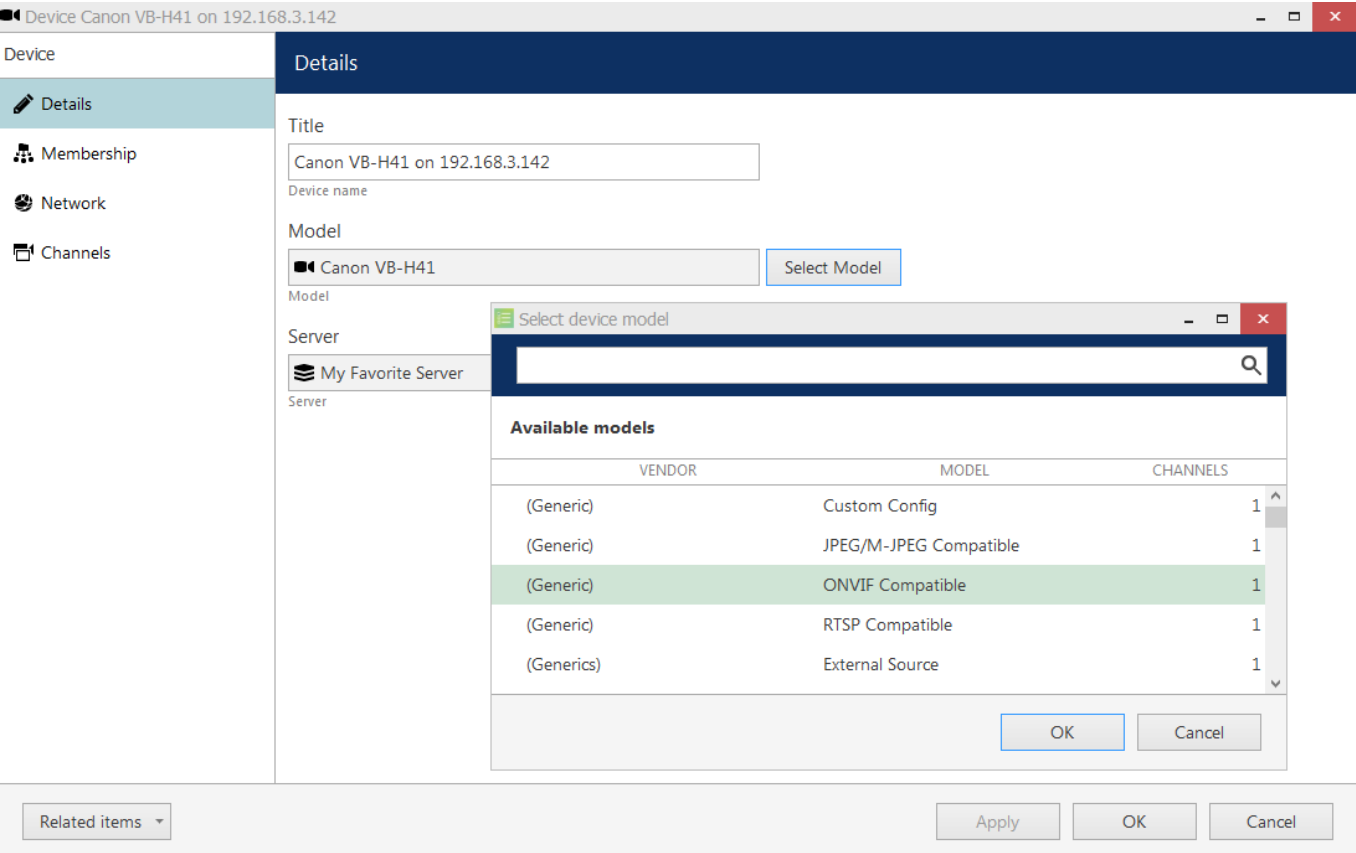 Device Canon VB-H41 on 192.168.3.142
Device
Details
Membership
Network
Channels
Details
Title
Canon VB-H41 on 192.168.3.142
Device name
Model
Canon VB-H41
Select Model
Model
Server
My Favorite Server
Server
Select device model
Available models
VENDOR MODEL CHANNELS
(Generic) Custom Config 1
(Generic) JPEG/M-JPEG Compatible 1
(Generic) ONVIF Compatible 1
(Generic) RTSP Compatible 1
(Generics) External Source 1
OK Cancel
Related items Apply OK Cancel